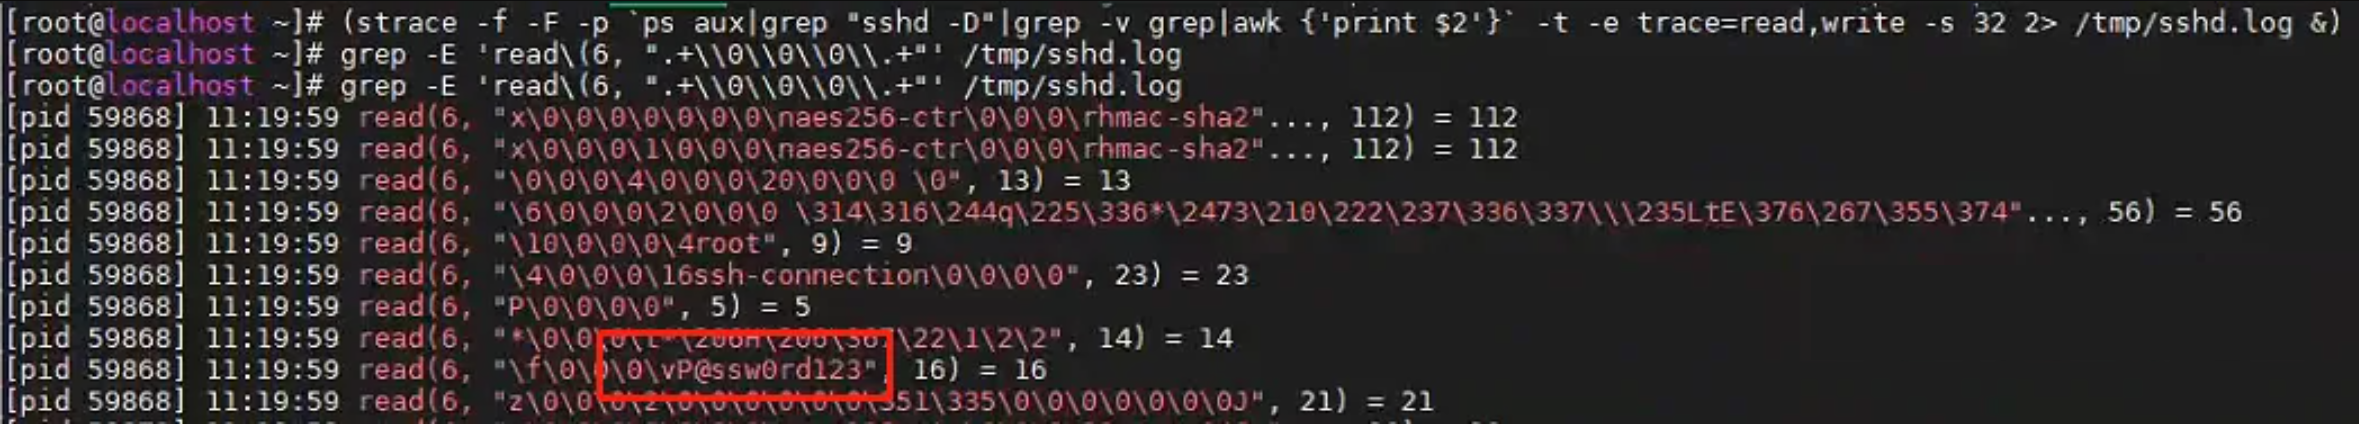 [root@localhost ~]# (strace -f -F -p `ps aux|grep "sshd -D"|grep -v grep|awk {'print $2'}` -t -e trace=read,write -s 32 2> /tmp/sshd.log &)
[root@localhost ~]# grep -E 'read\(6, ".+\\0\\0\\0\\.+"' /tmp/sshd.log
[root@localhost ~]# grep -E 'read\(6, ".+\\0\\0\\0\\.+"' /tmp/sshd.log
[pid 59868] 11:19:59 read(6, "x\0\0\0\0\0\0\0\naes256-ctr\0\0\0\rhmac-sha2"..., 112) = 112
[pid 59868] 11:19:59 read(6, "x\0\0\0\1\0\0\0\naes256-ctr\0\0\0\rhmac-sha2"..., 112) = 112
[pid 59868] 11:19:59 read(6, "\0\0\0\4\0\0\0\20\0\0\0 \0", 13) = 13
[pid 59868] 11:19:59 read(6, "\6\0\0\0\2\0\0\0 \314\316\244q\225\336*\2473\210\222\237\336\337\\\235LtE\376\267\355\374"..., 56) = 56
[pid 59868] 11:19:59 read(6, "\10\0\0\0\4root", 9) = 9
[pid 59868] 11:19:59 read(6, "\4\0\0\0\16ssh-connection\0\0\0\0", 23) = 23
[pid 59868] 11:19:59 read(6, "P\0\0\0\0", 5) = 5
[pid 59868] 11:19:59 read(6, "*\0\0\0\t*\206H\206\367\22\1\2\2", 14) = 14
[pid 59868] 11:19:59 read(6, "\f\0\0\0\vP@ssw0rd123", 16) = 16
[pid 59868] 11:19:59 read(6, "z\0\0\0\2\0\0\0\0\0\0\351\335\0\0\0\0\0\0\0J", 21) = 21